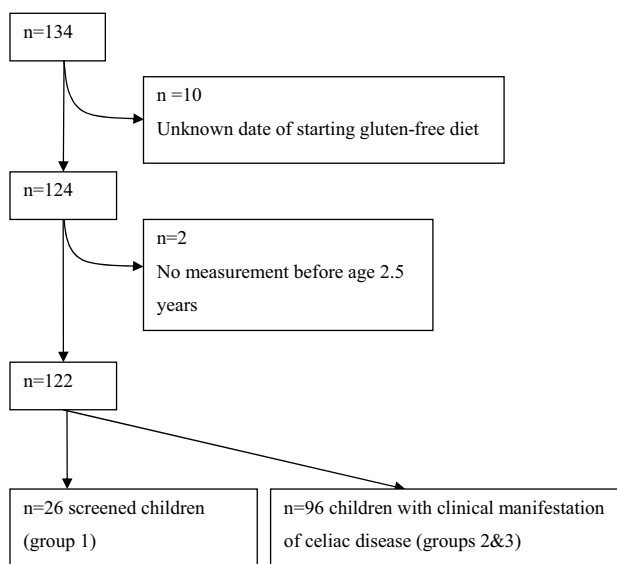 n=134
n =10
Unknown date of starting gluten-free diet
n=124
n=2
No measurement before age 2.5
years
n=122
n=26 screened children
(group 1)
n=96 children with clinical manifestation
of celiac disease (groups 2&3)